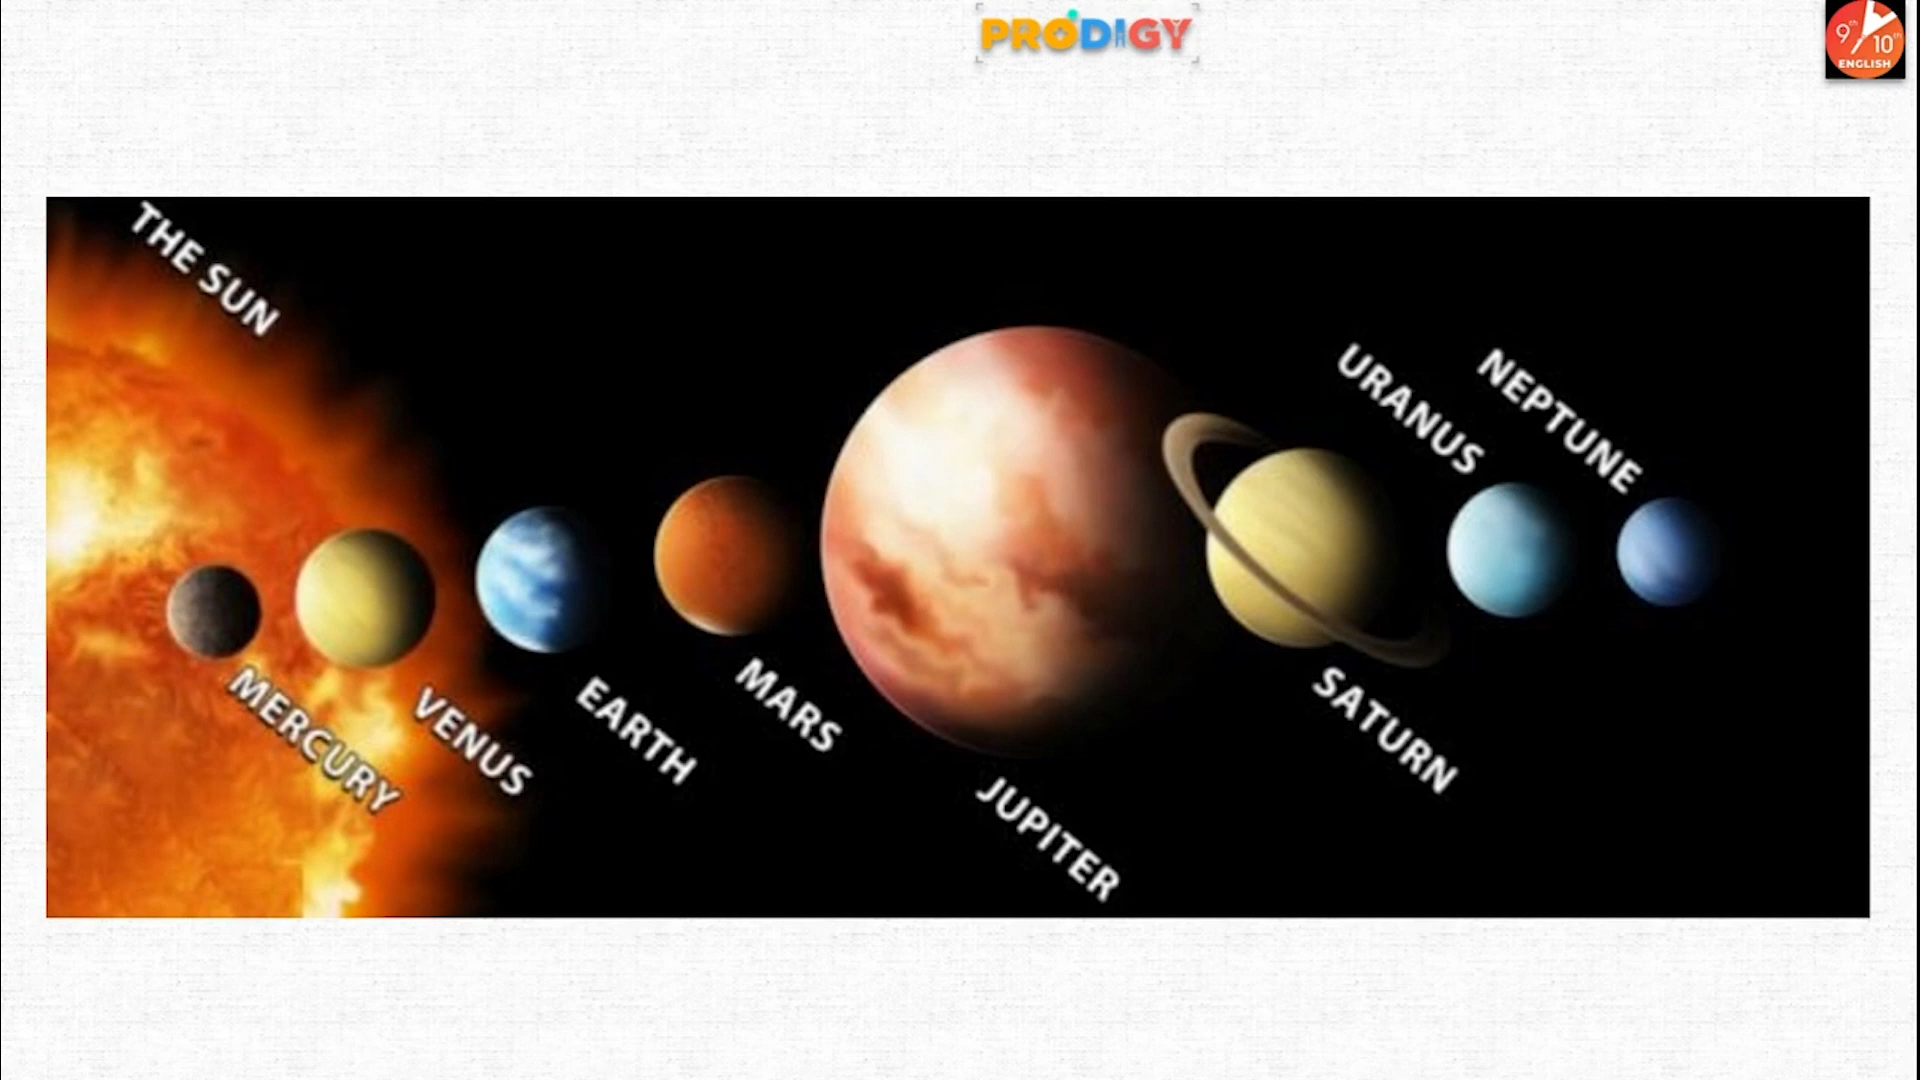 PRODIGY
9th
10th
ENGLISH
THE SUN
MERCURY
VENUS
EARTH
MARS
JUPITER
SATURN
URANUS
NEPTUNE